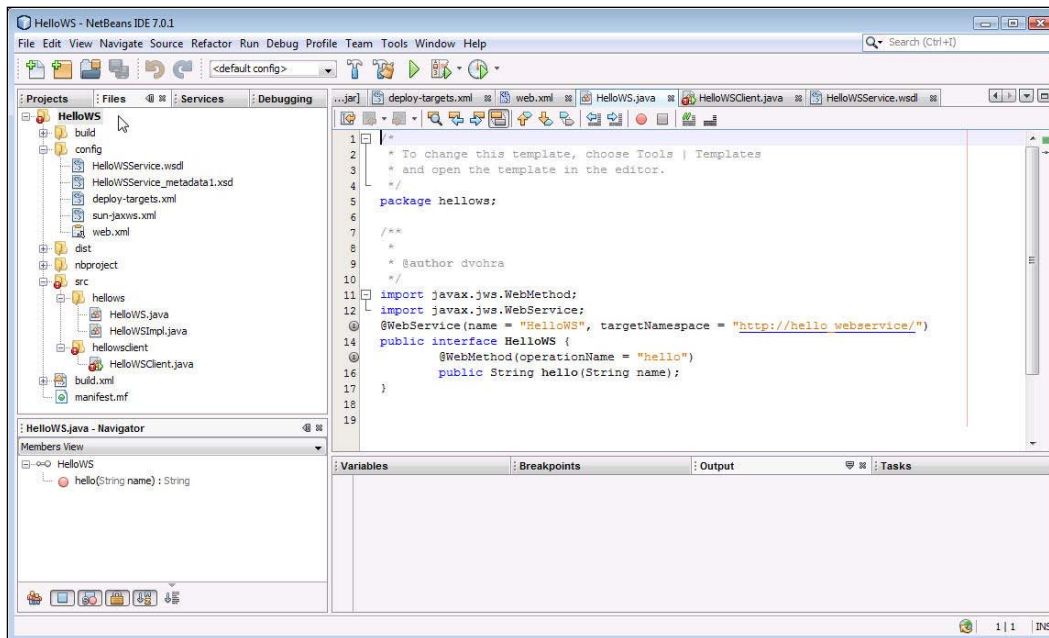 HelloWS - NetBeans IDE 7.0.1
File Edit View Navigate Source Refactor Run Debug Profile Team Tools Window Help
Search (Ctrl+I)
<default config>
Projects Files Services Debugging
HelloWS
build
config
HelloWSService.wsdl
HelloWSService_metadata1.xsd
deploy-targets.xml
sun-jaxws.xml
web.xml
dist
nbproject
src
hellows
HelloWS.java
HelloWSImpl.java
hellowsclient
HelloWSClient.java
build.xml
manifest.mf
...jar] deploy-targets.xml web.xml HelloWS.java HelloWSClient.java HelloWSService.wsdl
1 /*
2 * To change this template, choose Tools | Templates
3 * and open the template in the editor.
4 */
5 package hellows;
6
7 /**
8 *
9 * @author dvohra
10 */
11 import javax.jws.WebMethod;
12 import javax.jws.WebService;
@WebService(name = "HelloWS", targetNamespace = "http://hello_webservice/")
14 public interface HelloWS {
@WebMethod(operationName = "hello")
16 public String hello(String name);
17 }
18
19
HelloWS.java - Navigator
Members View
HelloWS
hello(String name) : String
Variables Breakpoints Output Tasks
1 | 1 INS